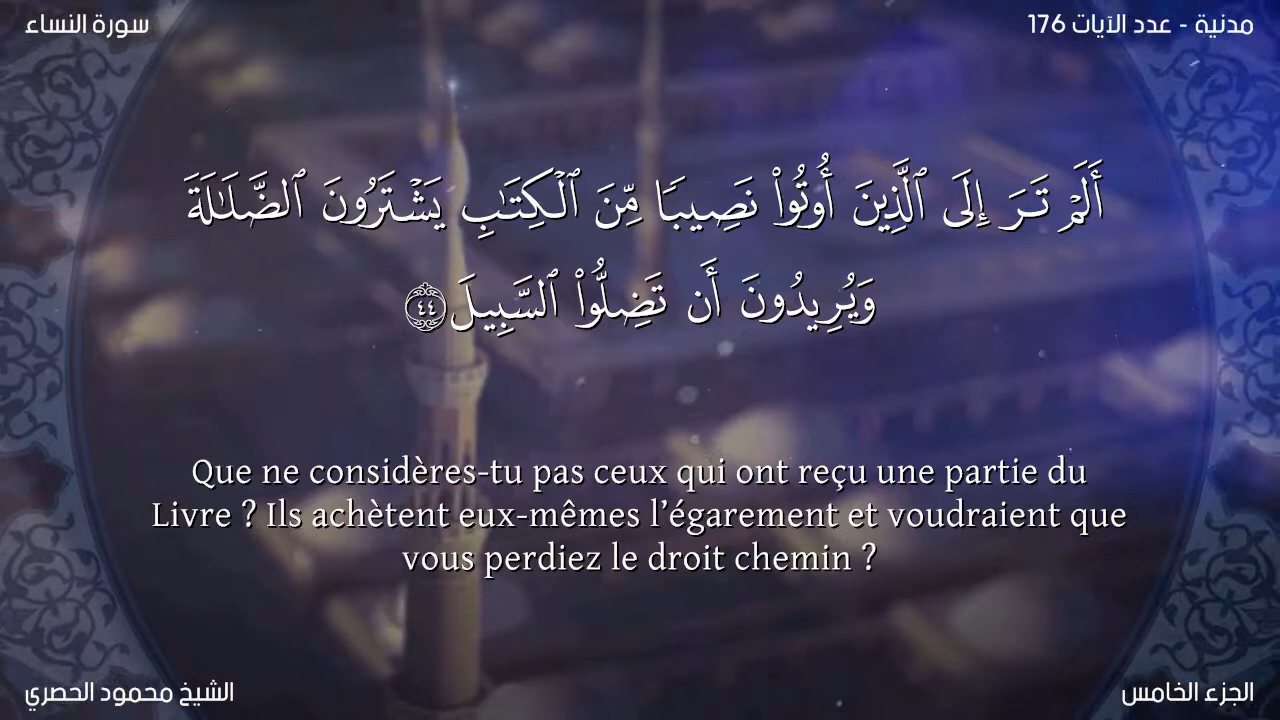 سورة النساء
مدنية - عدد الآيات 176
أَلَمْ تَرَ إِلَى ٱلَّذِينَ أُوتُوا۟ نَصِيبًا مِّنَ ٱلْكِتَـٰبِ يَشْتَرُونَ ٱلضَّلَـٰلَةَ
وَيُرِيدُونَ أَن تَضِلُّوا۟ ٱلسَّبِيلَ ٤٤
Que ne considères-tu pas ceux qui ont reçu une partie du
Livre ? Ils achètent eux-mêmes l’égarement et voudraient que
vous perdiez le droit chemin ?
الشيخ محمود الحصري
الجزء الخامس